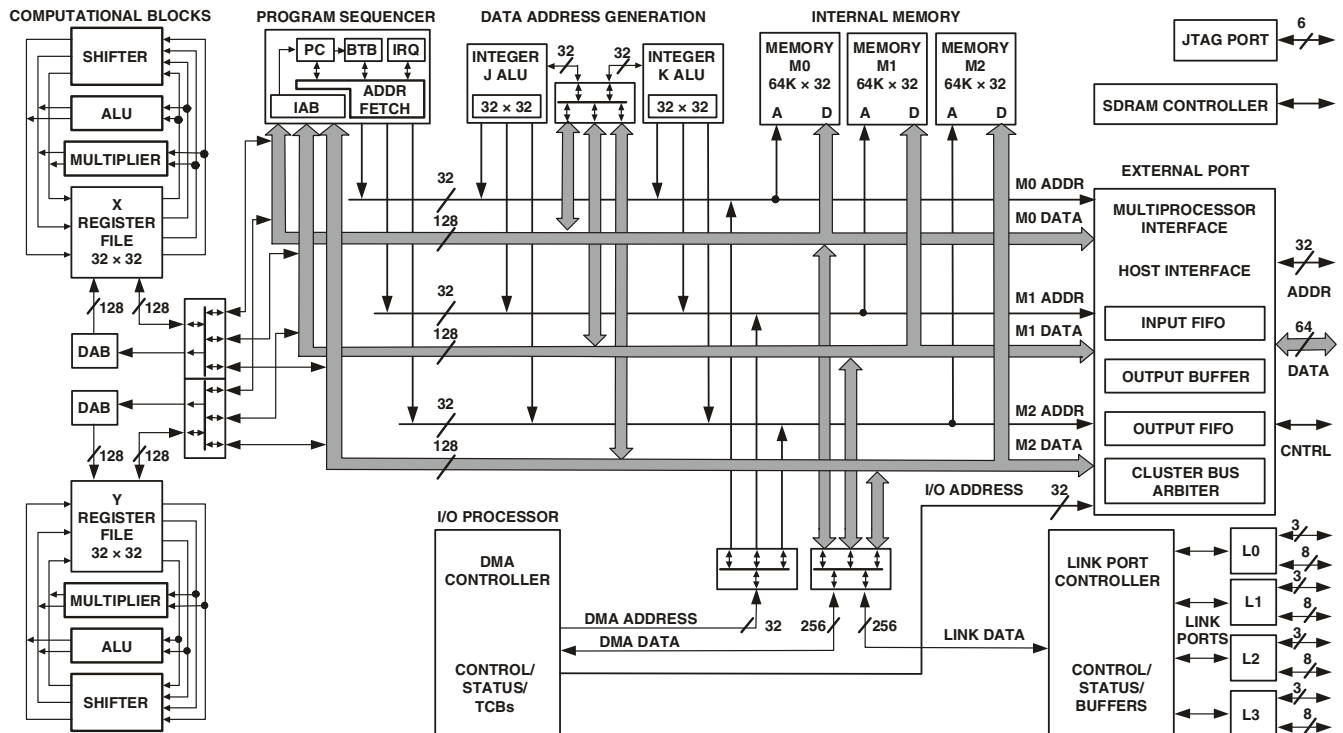 COMPUTATIONAL BLOCKS
SHIFTER
ALU
MULTIPLIER
X
REGISTER
FILE
32 × 32
128
128
DAB
DAB
128
128
Y
REGISTER
FILE
32 × 32
MULTIPLIER
ALU
SHIFTER
PROGRAM SEQUENCER
PC
BTB
IRQ
ADDR
FETCH
IAB
DATA ADDRESS GENERATION
INTEGER
J ALU
32 × 32
32
32
INTEGER
K ALU
32 × 32
INTERNAL MEMORY
MEMORY
M0
64K × 32
A D
MEMORY
M1
64K × 32
A D
MEMORY
M2
64K × 32
A D
32
128
32
128
32
128
M0 ADDR
M0 DATA
M1 ADDR
M1 DATA
M2 ADDR
M2 DATA
I/O ADDRESS
32
JTAG PORT
6
SDRAM CONTROLLER
EXTERNAL PORT
MULTIPROCESSOR
INTERFACE
HOST INTERFACE
INPUT FIFO
OUTPUT BUFFER
OUTPUT FIFO
CLUSTER BUS
ARBITER
32
ADDR
64
DATA
CNTRL
I/O PROCESSOR
DMA
CONTROLLER
CONTROL/
STATUS/
TCBs
DMA ADDRESS
32
DMA DATA
256
256
LINK DATA
LINK PORT
CONTROLLER
CONTROL/
STATUS/
BUFFERS
LINK
PORTS
L0
3
8
L1
3
8
L2
3
8
L3
3
8